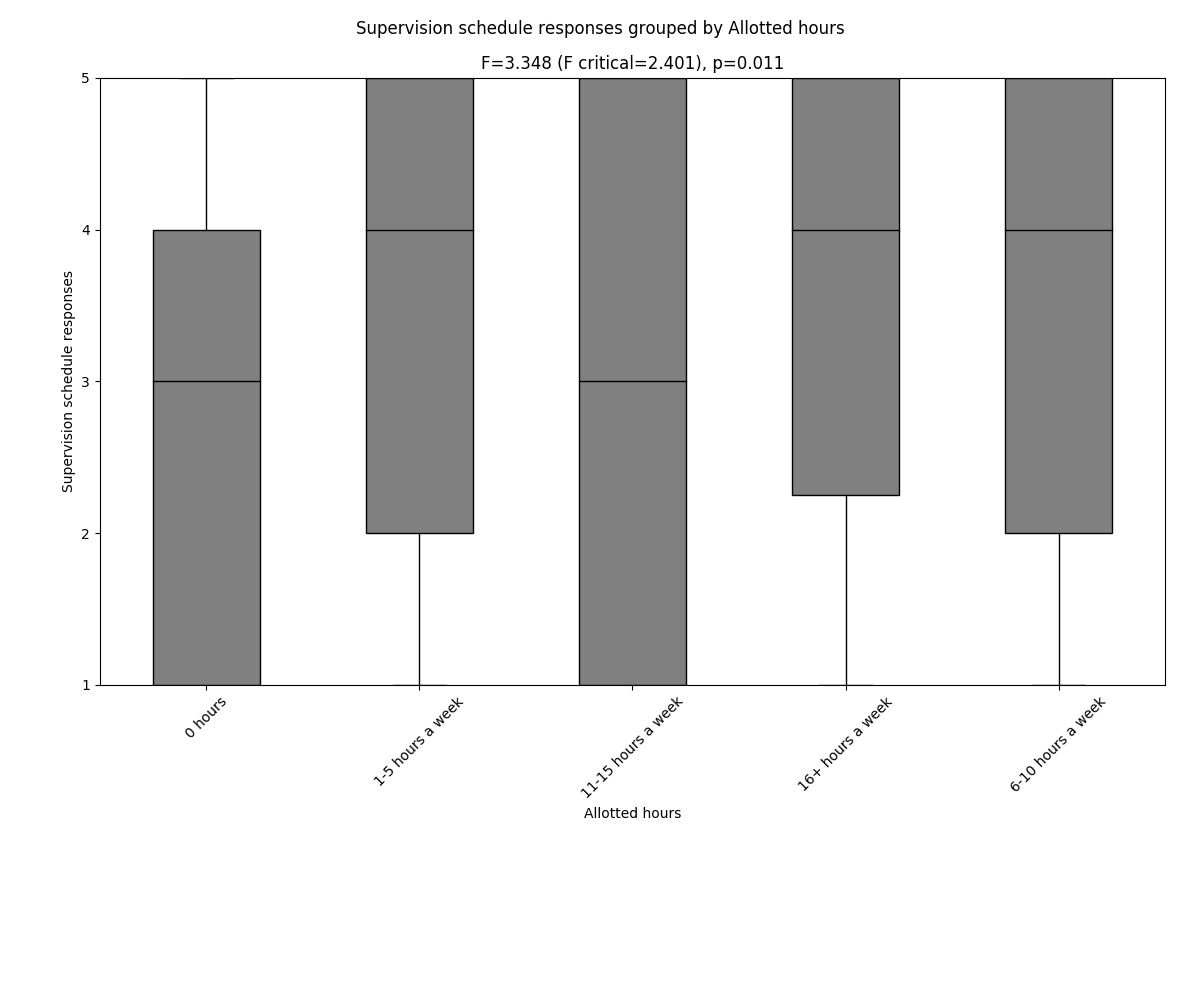 Supervision schedule responses grouped by Allotted hours
F=3.348 (F critical=2.401), p=0.011
5
4
3
2
1
Supervision schedule responses
0 hours
1-5 hours a week
11-15 hours a week
16+ hours a week
6-10 hours a week
Allotted hours